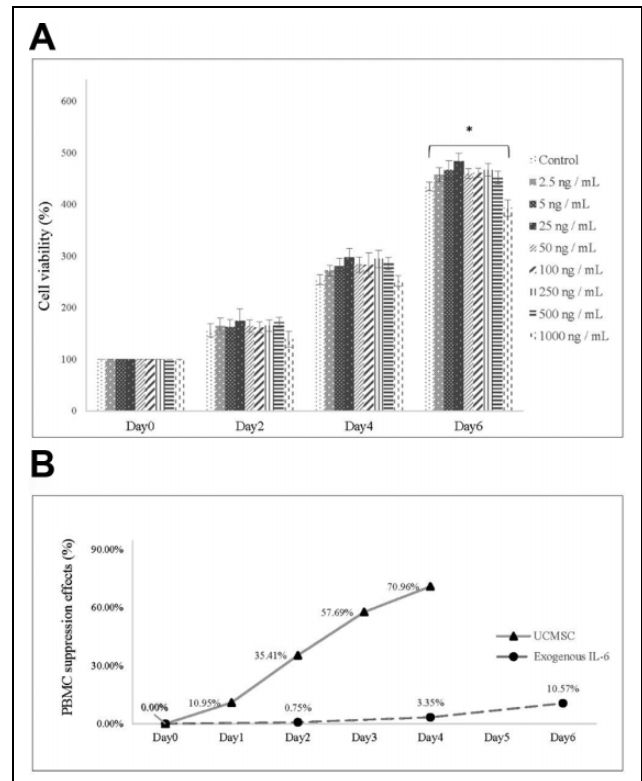 A
Cell viability (%)
600
500
400
300
200
100
0
*
Day0 Day2 Day4 Day6
Control
2.5 ng / mL
5 ng / mL
25 ng / mL
50 ng / mL
100 ng / mL
250 ng / mL
500 ng / mL
1000 ng / mL
B
PBMC suppression effects (%)
90.00%
60.00%
30.00%
0.00%
0.00%
10.95%
35.41%
57.69%
70.96%
0.75%
3.35%
10.57%
UCMSC
Exogenous IL-6
Day0 Day1 Day2 Day3 Day4 Day5 Day6